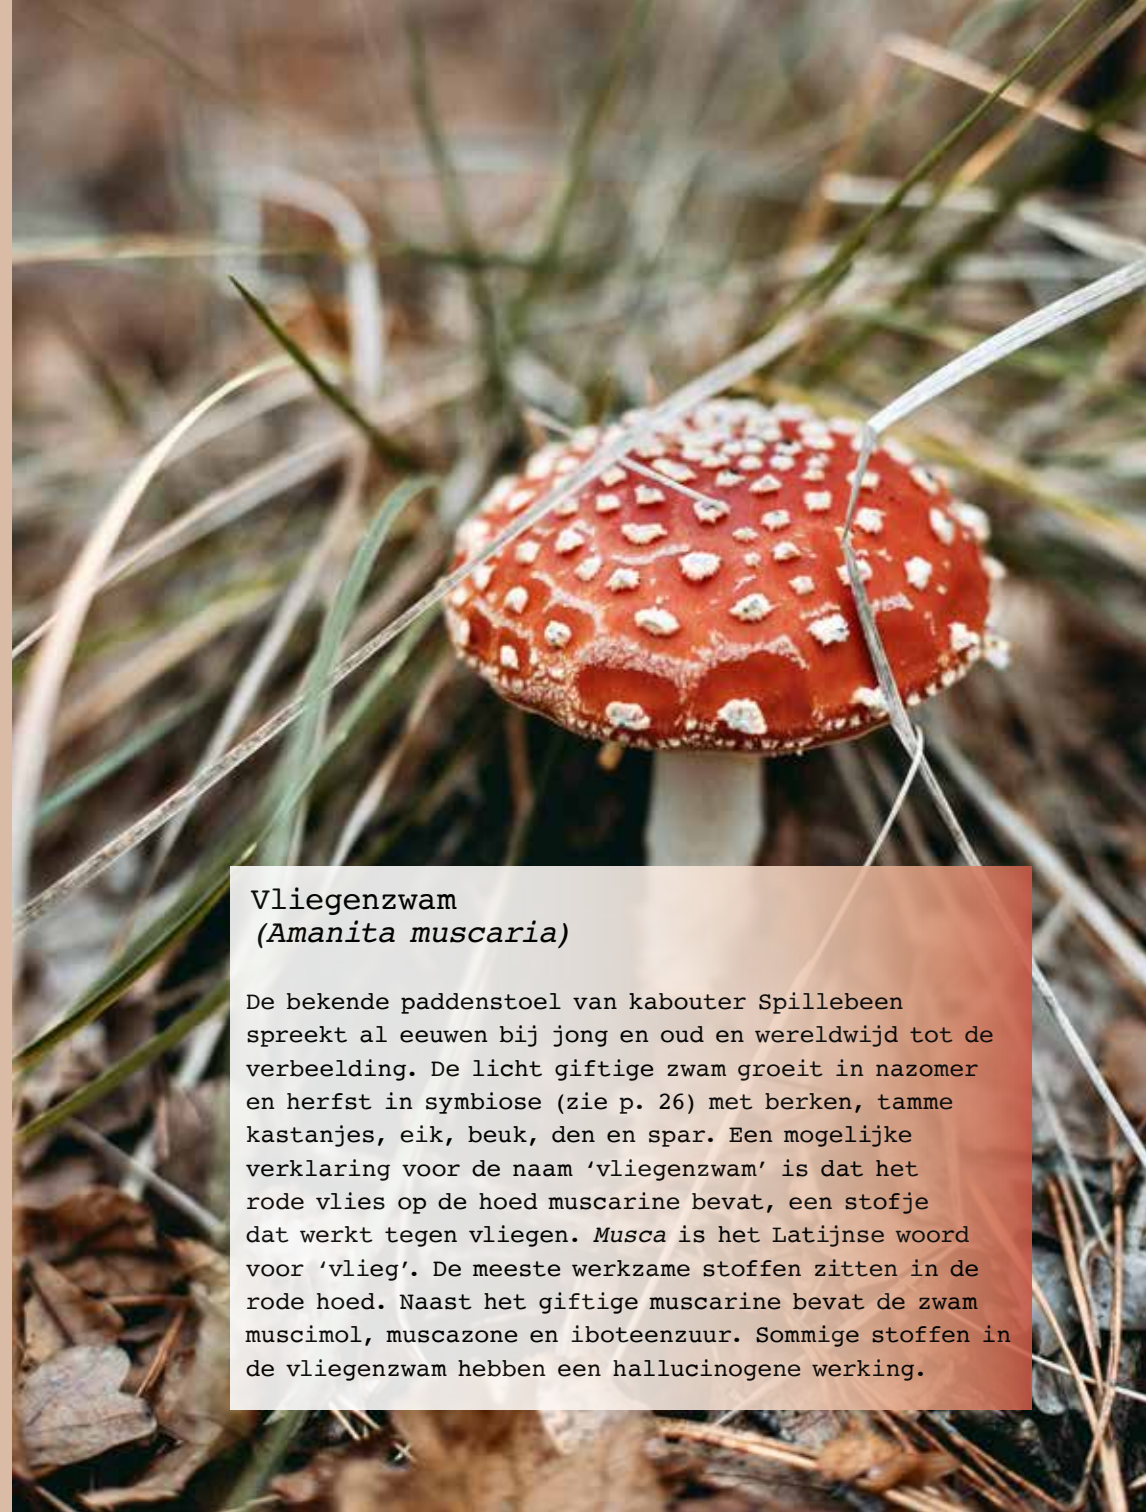 Vliegenzwam
(Amanita muscaria)
De bekende paddenstoel van kabouter Spillebeen
spreekt al eeuwen bij jong en oud en wereldwijd tot de
verbeelding. De licht giftige zwam groeit in nazomer
en herfst in symbiose (zie p. 26) met berken, tamme
kastanjes, eik, beuk, den en spar. Een mogelijke
verklaring voor de naam ‘vliegenzwam’ is dat het
rode vlies op de hoed muscarine bevat, een stofje
dat werkt tegen vliegen. Musca is het Latijnse woord
voor ‘vlieg’. De meeste werkzame stoffen zitten in de
rode hoed. Naast het giftige muscarine bevat de zwam
muscimol, muscazone en iboteenzuur. Sommige stoffen in
de vliegenzwam hebben een hallucinogene werking.